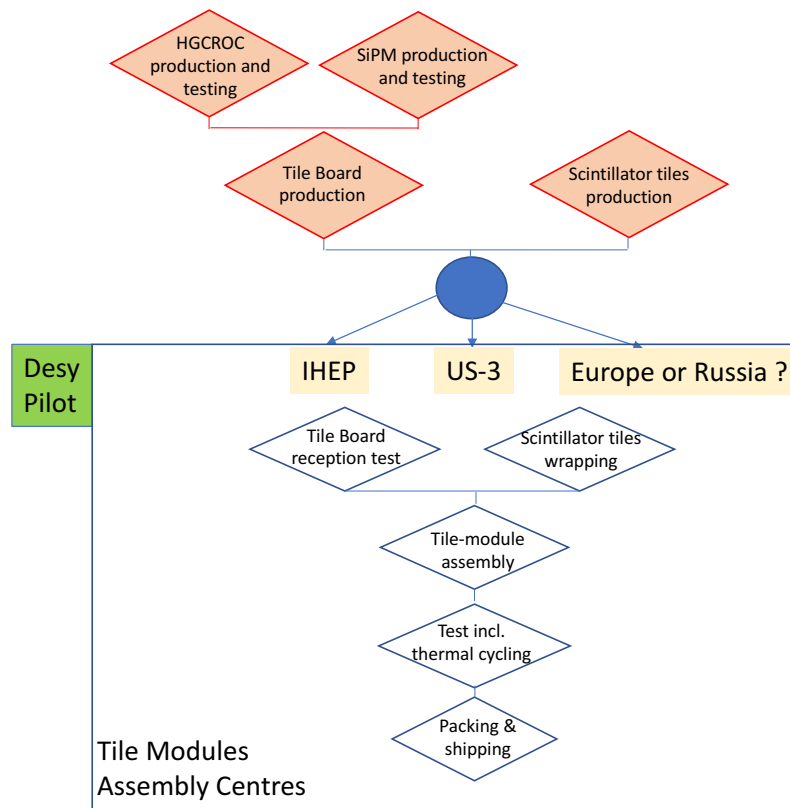 HGCROC
production and
testing
SiPM production
and testing
Tile Board
production
Scintillator tiles
production
Desy
Pilot
IHEP
US-3
Europe or Russia ?
Tile Board
reception test
Scintillator tiles
wrapping
Tile-module
assembly
Test incl.
thermal cycling
Packing &
shipping
Tile Modules
Assembly Centres